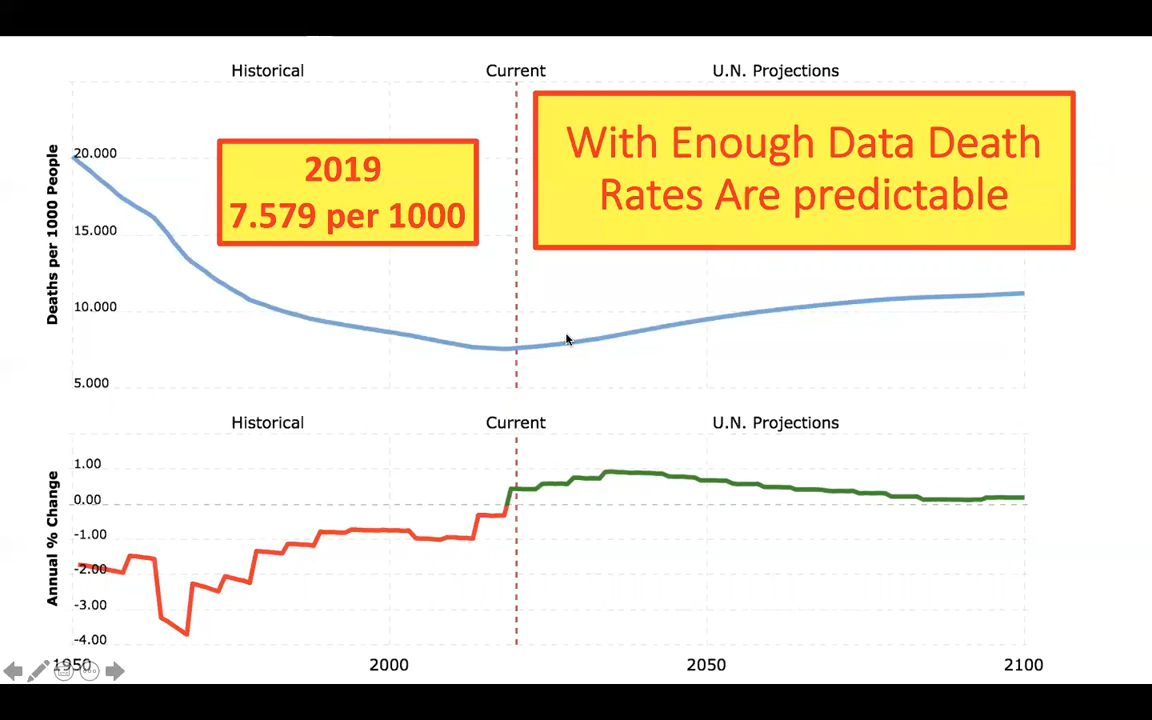 Historical
Current
U.N. Projections
With Enough Data Death
Rates Are predictable
2019
7.579 per 1000
Deaths per 1000 People
20.000
15.000
10.000
5.000
Historical
Current
U.N. Projections
Annual % Change
1.00
0.00
-1.00
-2.00
-3.00
-4.00
1950
2000
2050
2100